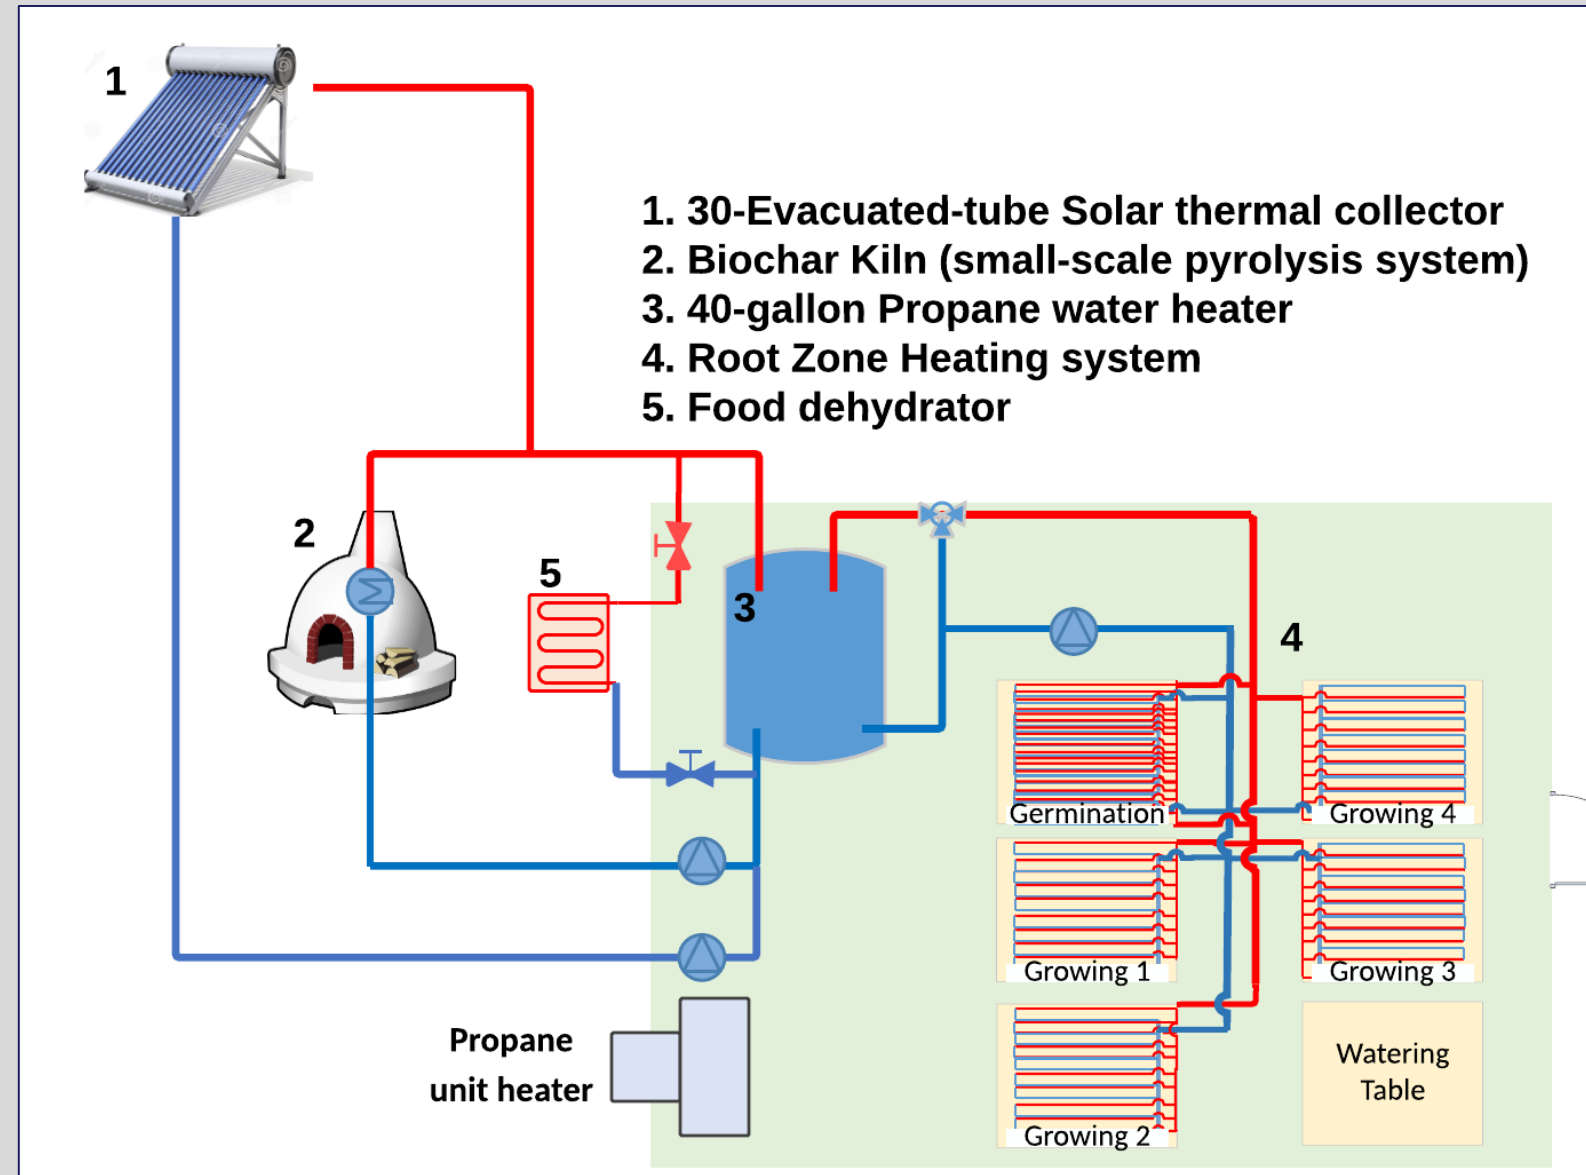 1
1. 30-Evacuated-tube Solar thermal collector
2. Biochar Kiln (small-scale pyrolysis system)
3. 40-gallon Propane water heater
4. Root Zone Heating system
5. Food dehydrator
2
5
3
4
Germination
Growing 4
Growing 1
Growing 3
Growing 2
Watering
Table
Propane
unit heater